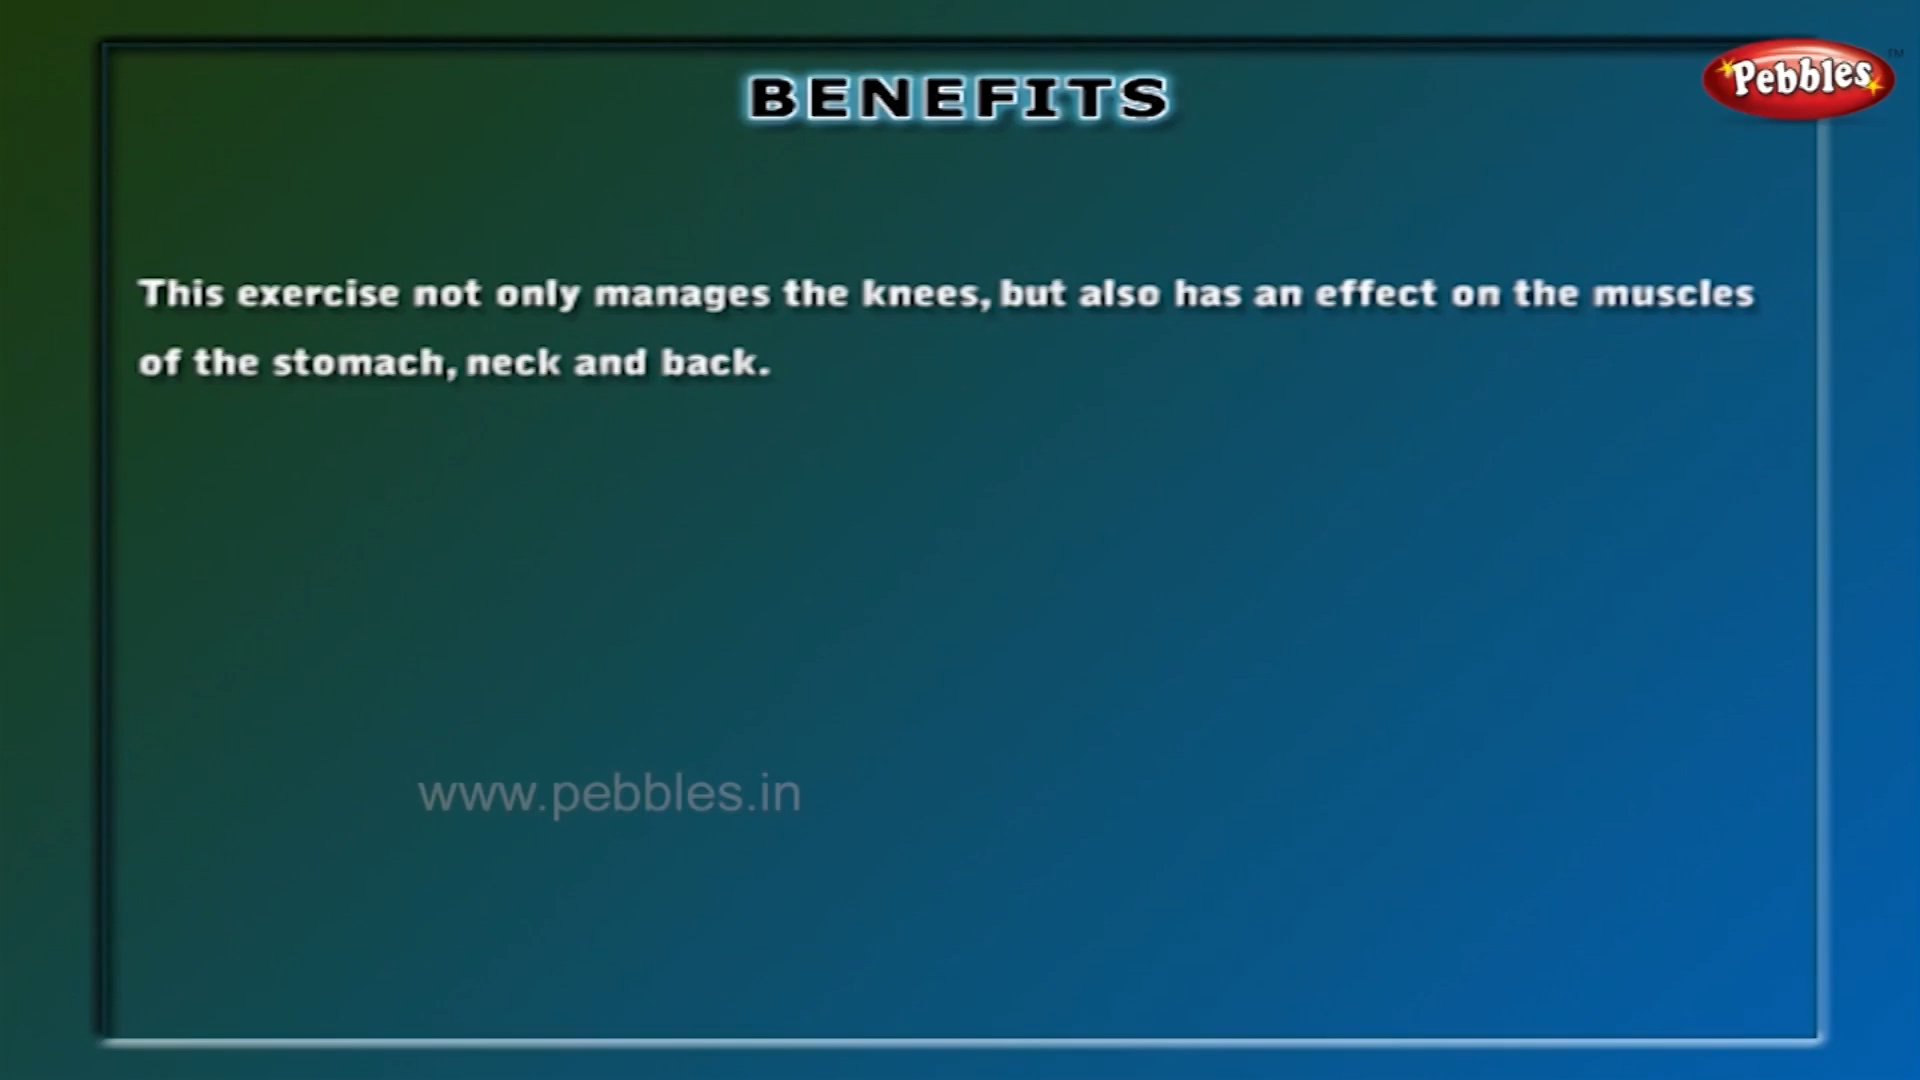 BENEFITS
Pebbles™
This exercise not only manages the knees, but also has an effect on the muscles
of the stomach, neck and back.
www.pebbles.in